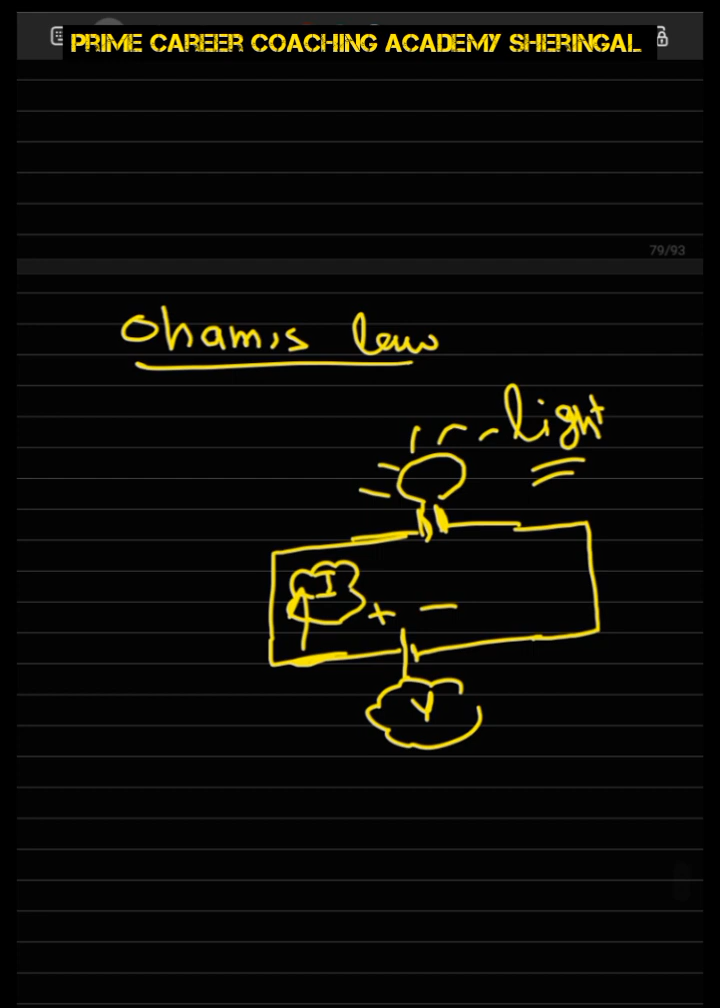 PRIME CAREER COACHING ACADEMY SHERINGAL
79/93
Ohamis law
light
I
+ -
V